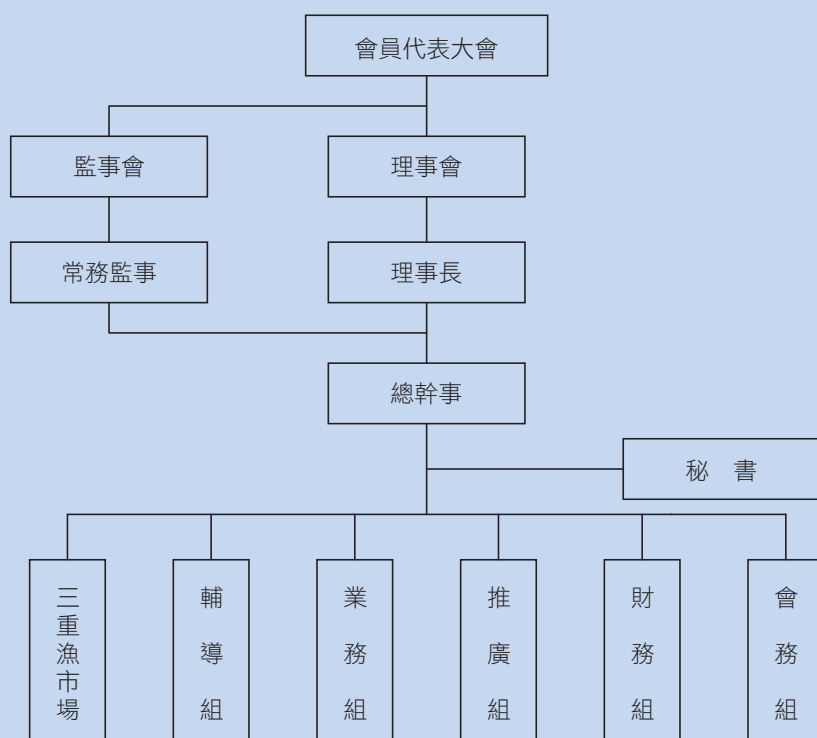 會員代表大會
監事會
理事會
常務監事
理事長
總幹事
秘 書
三重漁市場
輔導組
業務組
推廣組
財務組
會務組